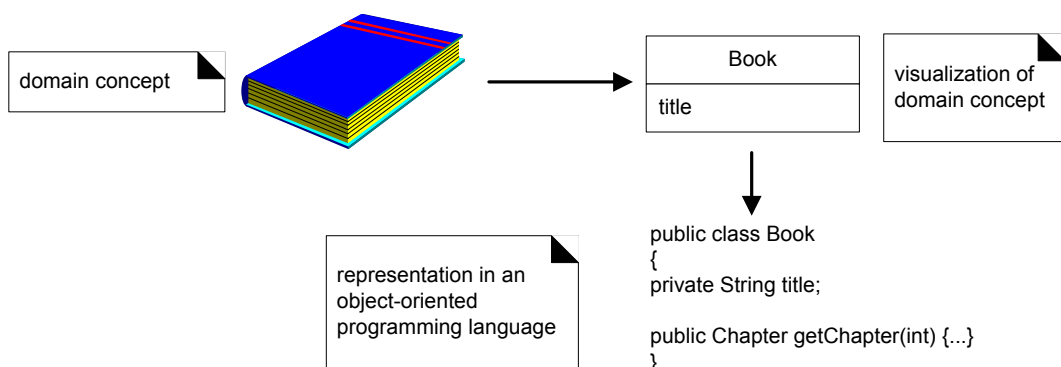 domain concept
Book
title
visualization of
domain concept
representation in an
object-oriented
programming language
public class Book
{
private String title;
public Chapter getChapter(int) {...}
}